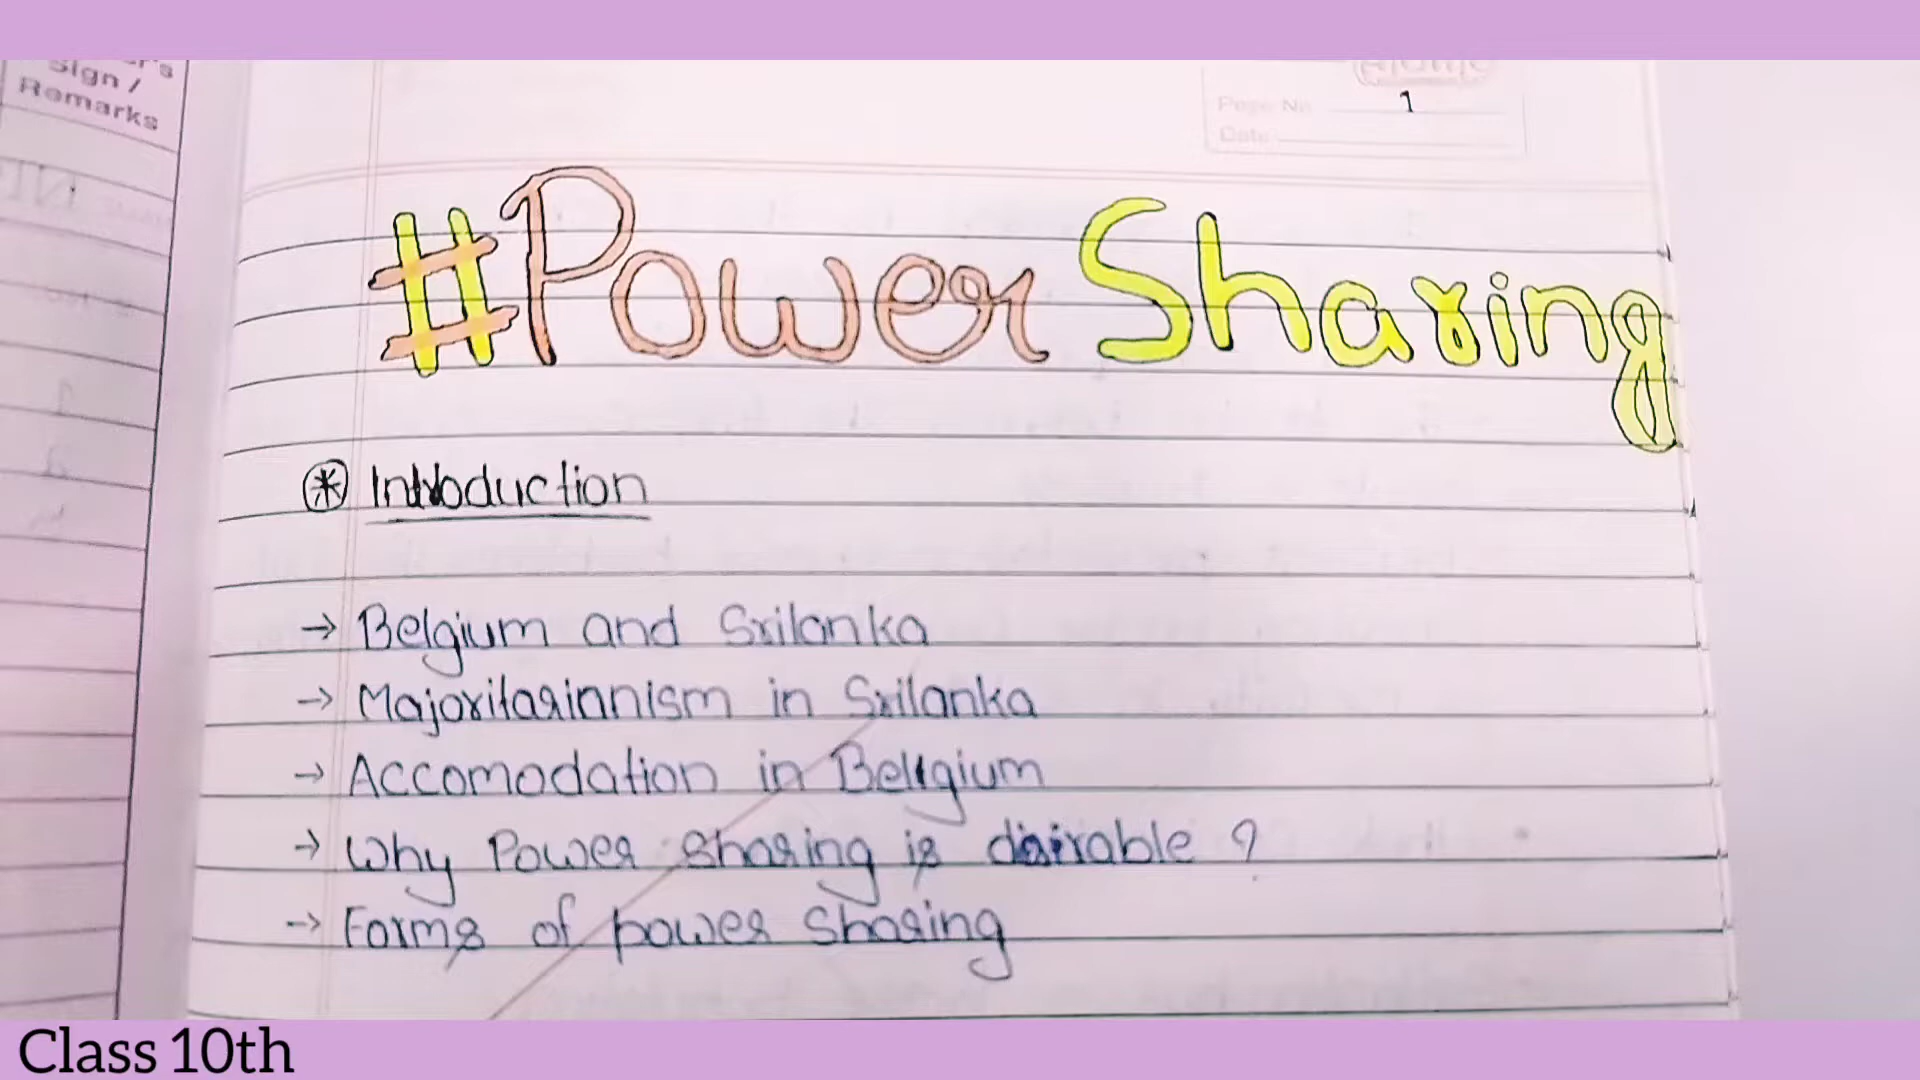 Sign /
Remarks
Page No 1
Date
#Power Sharing
Introduction
→ Belgium and Srilanka
→ Majoritarianism in Srilanka
→ Accomodation in Belgium
→ Why Power Sharing is desirable ?
→ Forms of power Sharing
Class 10th